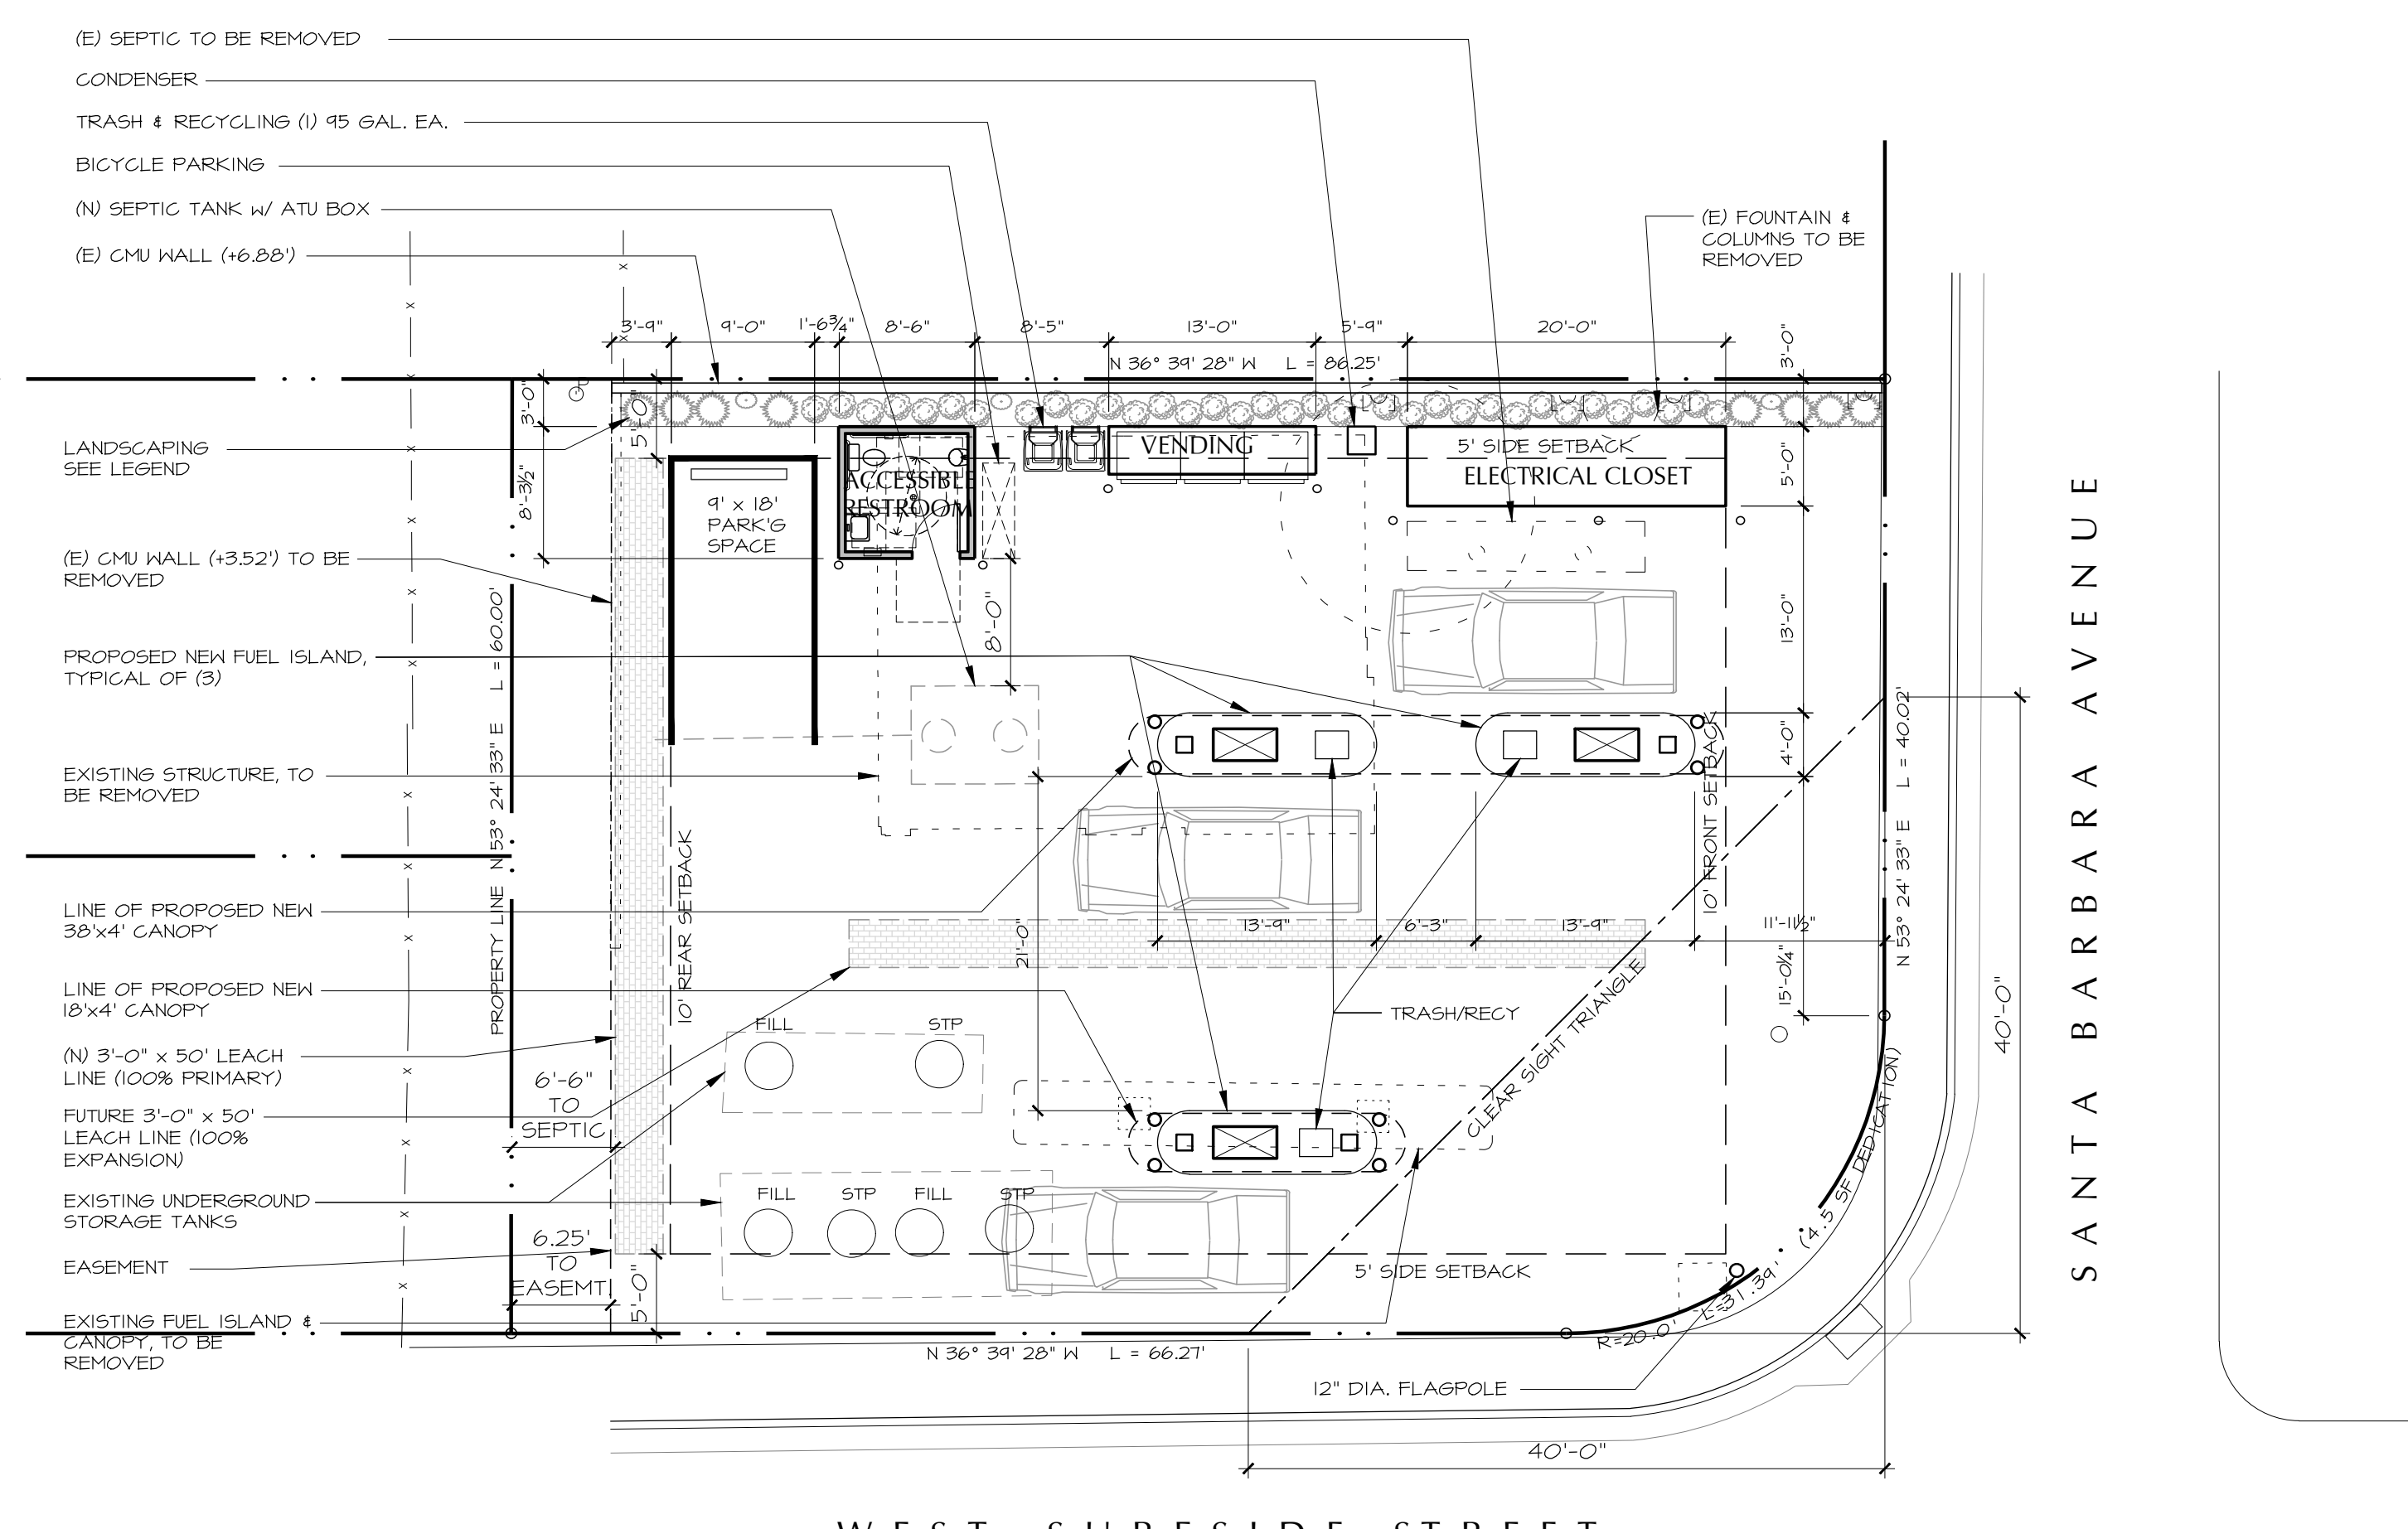 (E) SEPTIC TO BE REMOVED
CONDENSER
TRASH & RECYCLING (1) 95 GAL. EA.
BICYCLE PARKING
(N) SEPTIC TANK w/ ATU BOX
(E) CMU WALL (+6.88')
(E) FOUNTAIN &
COLUMNS TO BE
REMOVED
3'-9"
9'-0"
1'-6¾"
8'-6"
8'-5"
13'-0"
5'-9"
20'-0"
3'-0"
N 36° 39' 28" W L = 86.25'
3'-0"
5'-0"
LANDSCAPING
SEE LEGEND
8'-3½"
VENDING
5' SIDE SETBACK
ELECTRICAL CLOSET
5'-0"
ACCESSIBLE
RESTROOM
9' x 18'
PARK'G
SPACE
(E) CMU WALL (+3.52') TO BE
REMOVED
8'-0"
13'-0"
PROPOSED NEW FUEL ISLAND,
TYPICAL OF (3)
4'-0"
EXISTING STRUCTURE, TO
BE REMOVED
PROPERTY LINE N 53° 24' 33" E L = 60.00'
10' REAR SETBACK
10' FRONT SETBACK
N 53° 24' 33" E L = 40.02'
SANTA BARBARA AVENUE
LINE OF PROPOSED NEW
38'x4' CANOPY
21'-0"
13'-9"
6'-3"
13'-9"
11'-11½"
15'-0¼"
40'-0"
LINE OF PROPOSED NEW
18'x4' CANOPY
TRASH/RECY
CLEAR SIGHT TRIANGLE
FILL
STP
(N) 3'-0" x 50' LEACH
LINE (100% PRIMARY)
6'-6"
TO
SEPTIC
FUTURE 3'-0" x 50'
LEACH LINE (100%
EXPANSION)
EXISTING UNDERGROUND
STORAGE TANKS
FILL
STP
FILL
STP
(4.5 SF DEDICATION)
6.25'
TO
EASEMT.
EASEMENT
5'-0"
5' SIDE SETBACK
R=20.0' L=31.39'
EXISTING FUEL ISLAND &
CANOPY, TO BE
REMOVED
N 36° 39' 28" W L = 66.27'
12" DIA. FLAGPOLE
40'-0"
WEST SURFSIDE STREET